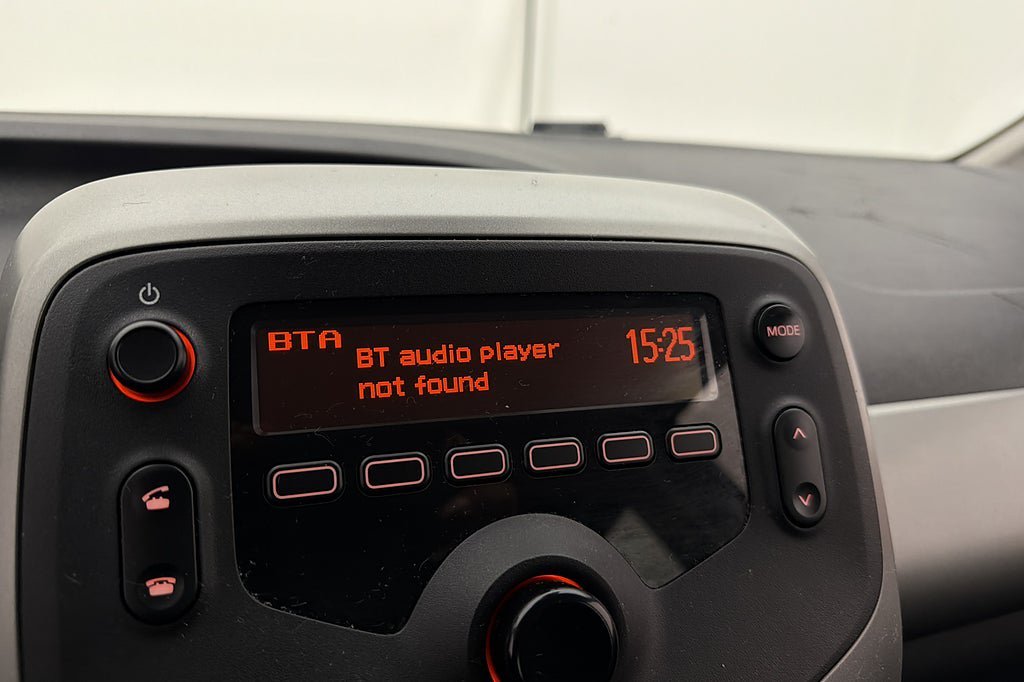 BTA
BT audio player
not found
15:25
MODE